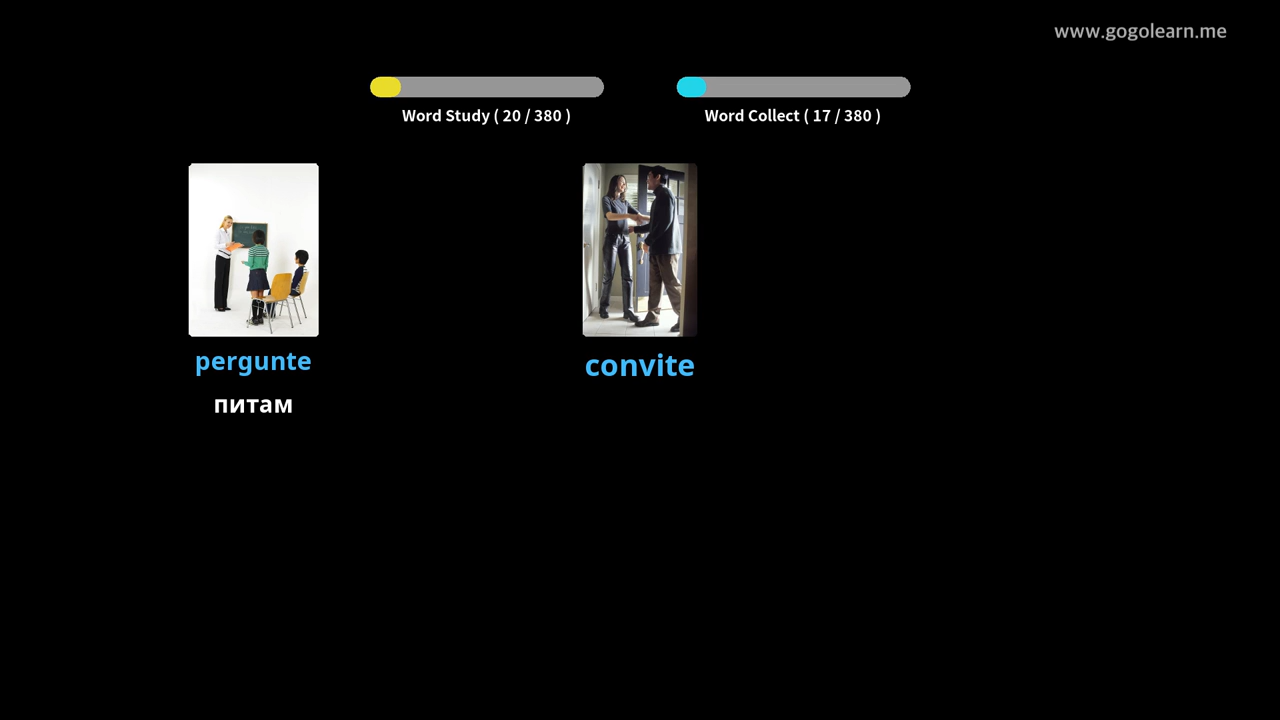 www.gogolearn.me
Word Study ( 20 / 380 )
Word Collect ( 17 / 380 )
pergunte
питам
convite